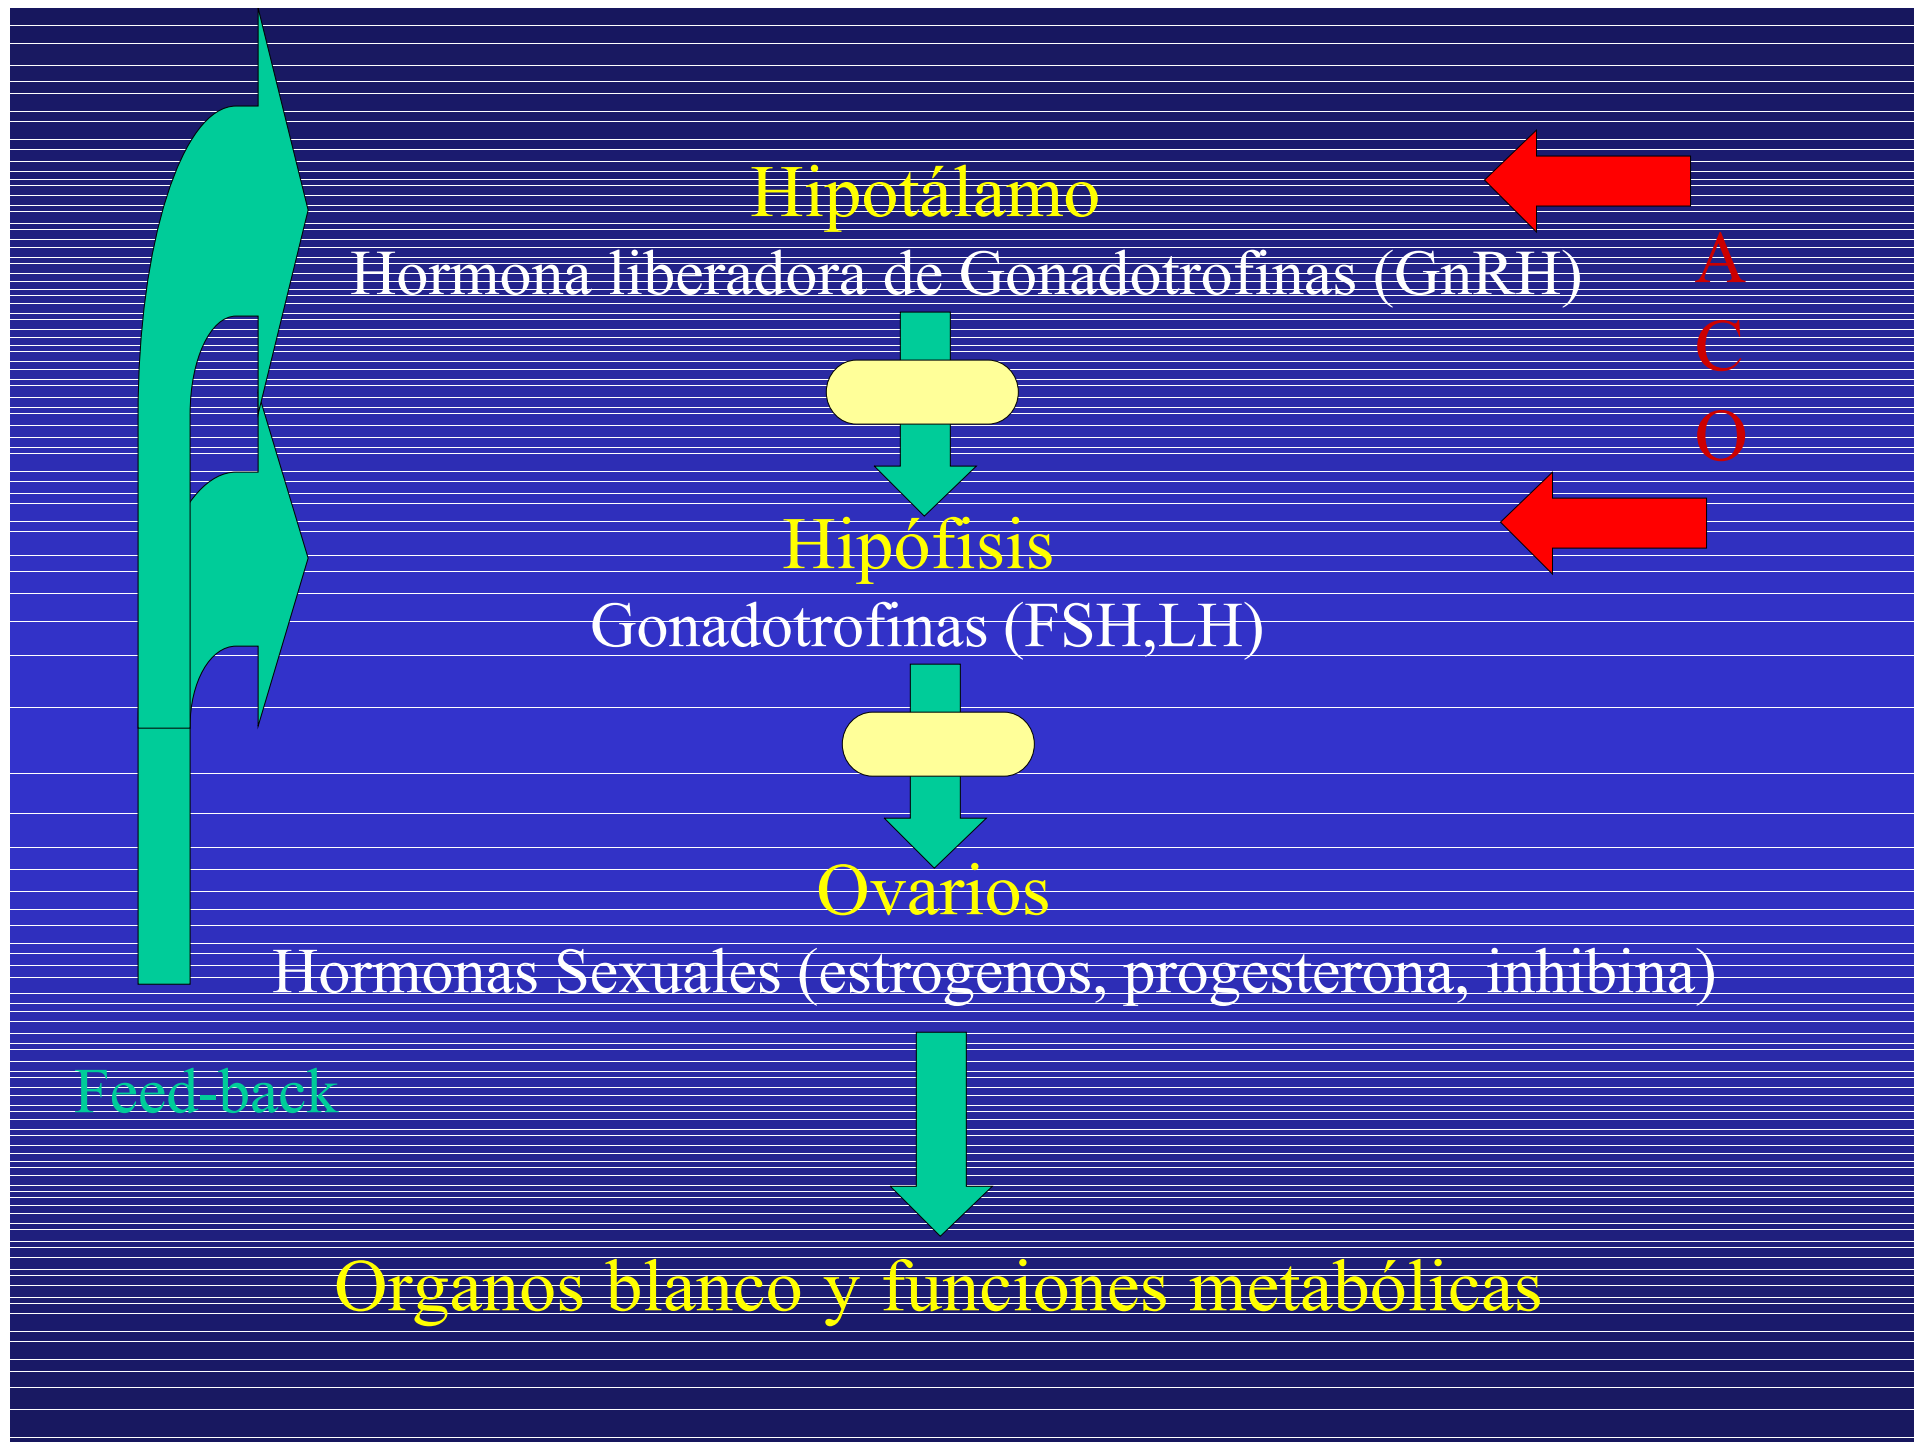 Hipotálamo
Hormona liberadora de Gonadotrofinas (GnRH)
A
C
O
Hipófisis
Gonadotrofinas (FSH,LH)
Ovarios
Hormonas Sexuales (estrogenos, progesterona, inhibina)
Feed-back
Organos blanco y funciones metabólicas